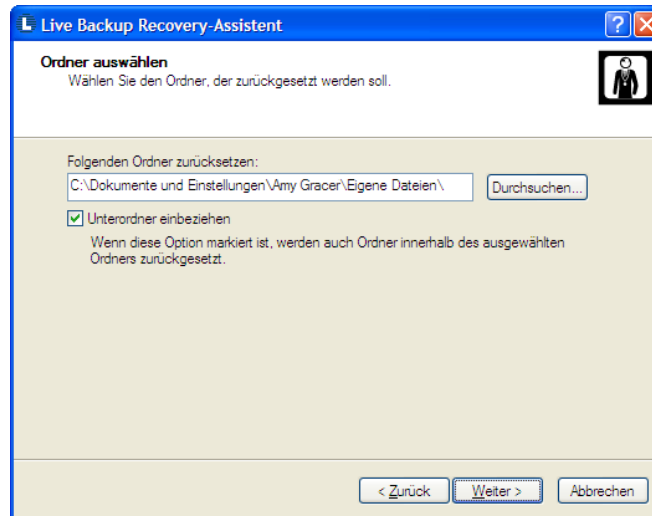 L Live Backup Recovery-Assistent
?
Ordner auswählen
Wählen Sie den Ordner, der zurückgesetzt werden soll.
Folgenden Ordner zurücksetzen:
C:\Dokumente und Einstellungen\Amy Gracer\Eigene Dateien\ Durchsuchen...
Unterordner einbeziehen
Wenn diese Option markiert ist, werden auch Ordner innerhalb des ausgewählten
Ordners zurückgesetzt.
< Zurück Weiter > Abbrechen